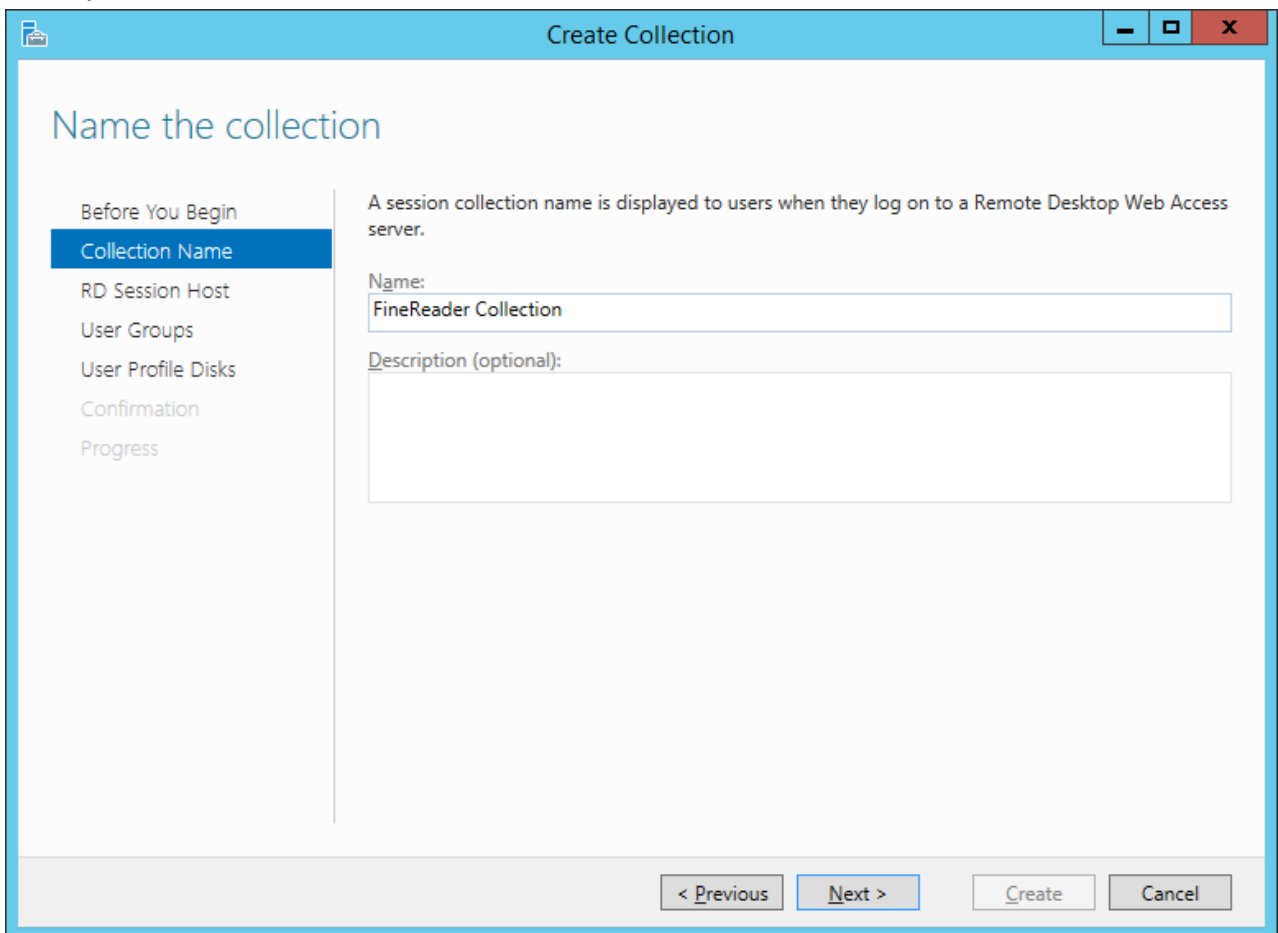 Create Collection
Name the collection
Before You Begin
Collection Name
RD Session Host
User Groups
User Profile Disks
Confirmation
Progress
A session collection name is displayed to users when they log on to a Remote Desktop Web Access
server.
Name:
FineReader Collection
Description (optional):
< Previous
Next >
Create
Cancel